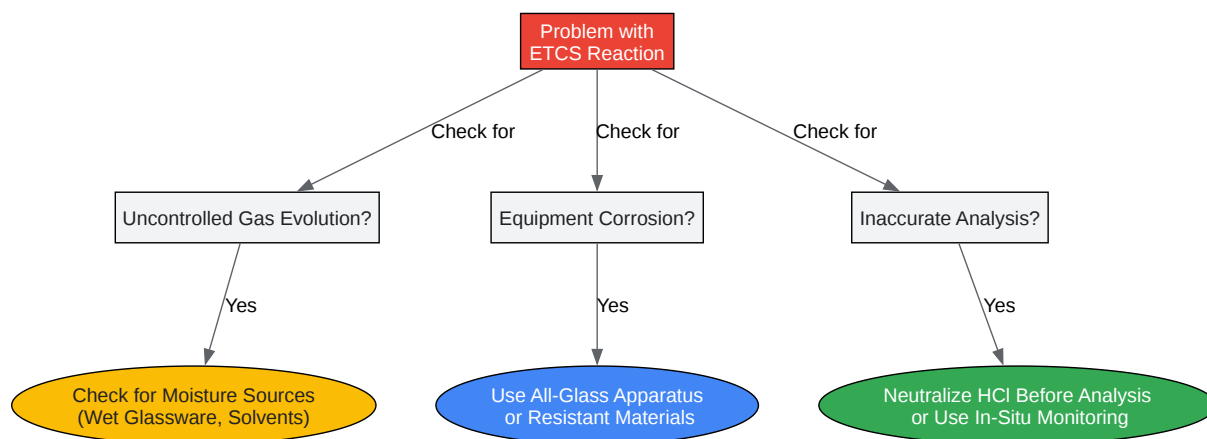 Problem with
ETCS Reaction
Check for
Check for
Check for
Uncontrolled Gas Evolution?
Equipment Corrosion?
Inaccurate Analysis?
Yes
Yes
Yes
Check for Moisture Sources
(Wet Glassware, Solvents)
Use All-Glass Apparatus
or Resistant Materials
Neutralize HCl Before Analysis
or Use In-Situ Monitoring